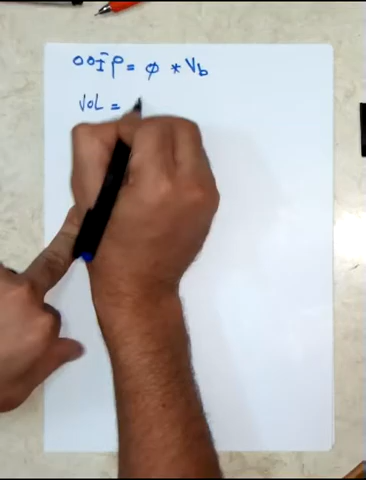 OOIP = φ * Vb
VOL =